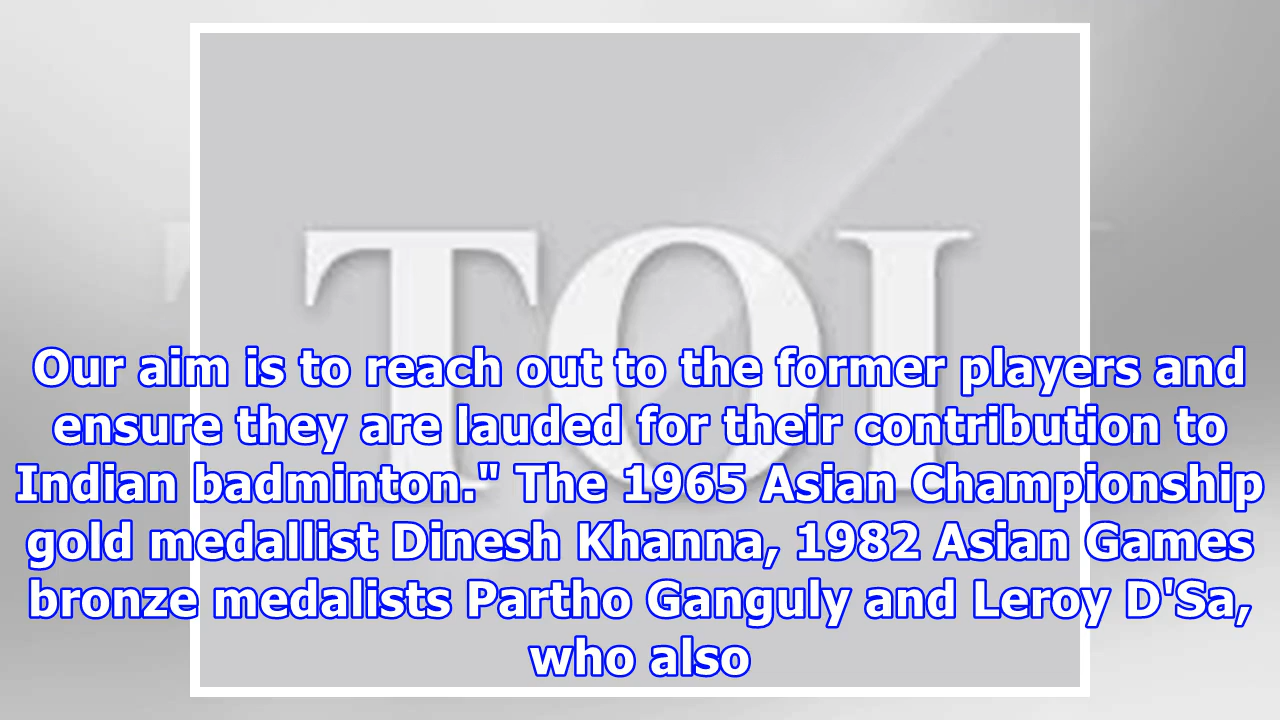 TOI
Our aim is to reach out to the former players and
ensure they are lauded for their contribution to
Indian badminton." The 1965 Asian Championship
gold medallist Dinesh Khanna, 1982 Asian Games
bronze medalists Partho Ganguly and Leroy D'Sa,
who also